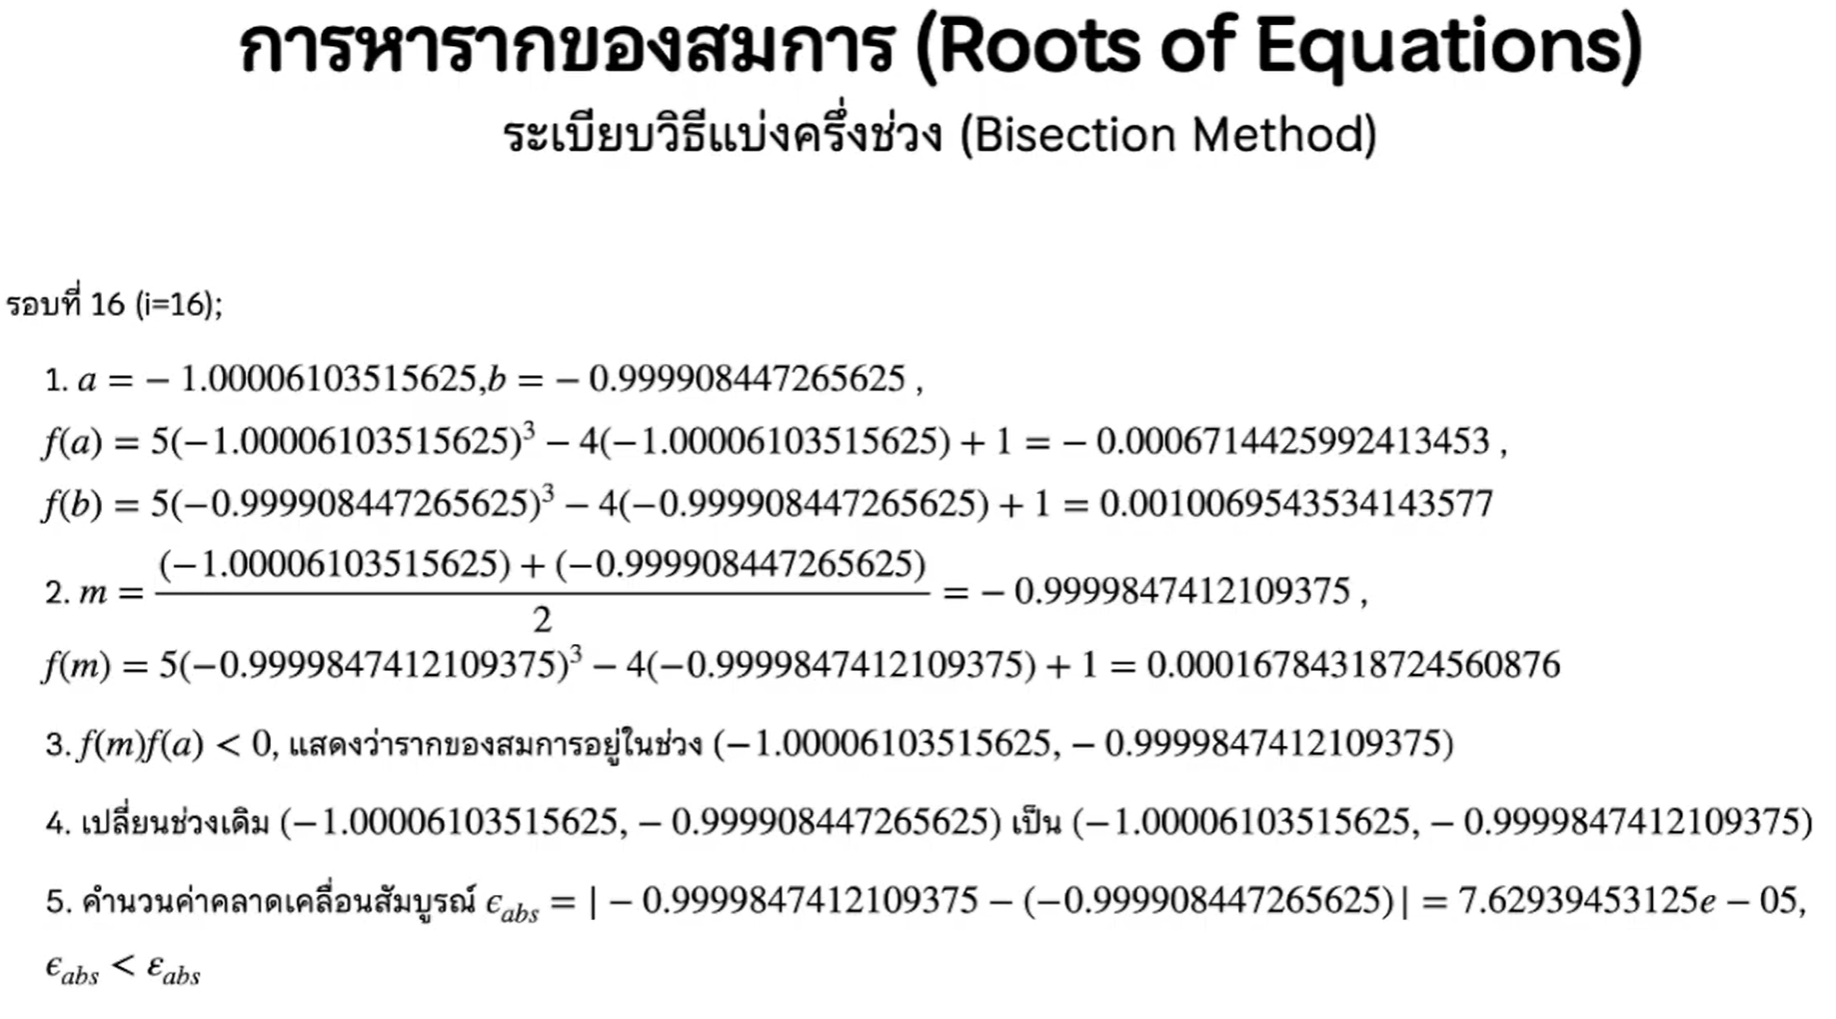 การหารากของสมการ (Roots of Equations)
ระเบียบวิธีแบ่งครึ่งช่วง (Bisection Method)
รอบที่ 16 (i=16);
1. a = − 1.00006103515625,b = − 0.999908447265625 ,
f(a) = 5(−1.00006103515625)³ − 4(−1.00006103515625) + 1 = − 0.0006714425992413453 ,
f(b) = 5(−0.999908447265625)³ − 4(−0.999908447265625) + 1 = 0.0010069543534143577
2. m = ((−1.00006103515625) + (−0.999908447265625))/2 = − 0.9999847412109375 ,
f(m) = 5(−0.9999847412109375)³ − 4(−0.9999847412109375) + 1 = 0.00016784318724560876
3. f(m)f(a) < 0, แสดงว่ารากของสมการอยู่ในช่วง (−1.00006103515625, − 0.9999847412109375)
4. เปลี่ยนช่วงเดิม (−1.00006103515625, − 0.999908447265625) เป็น (−1.00006103515625, − 0.9999847412109375)
5. คำนวนค่าคลาดเคลื่อนสัมบูรณ์ ϵabs = | − 0.9999847412109375 − (−0.999908447265625)| = 7.62939453125e − 05,
ϵabs < εabs